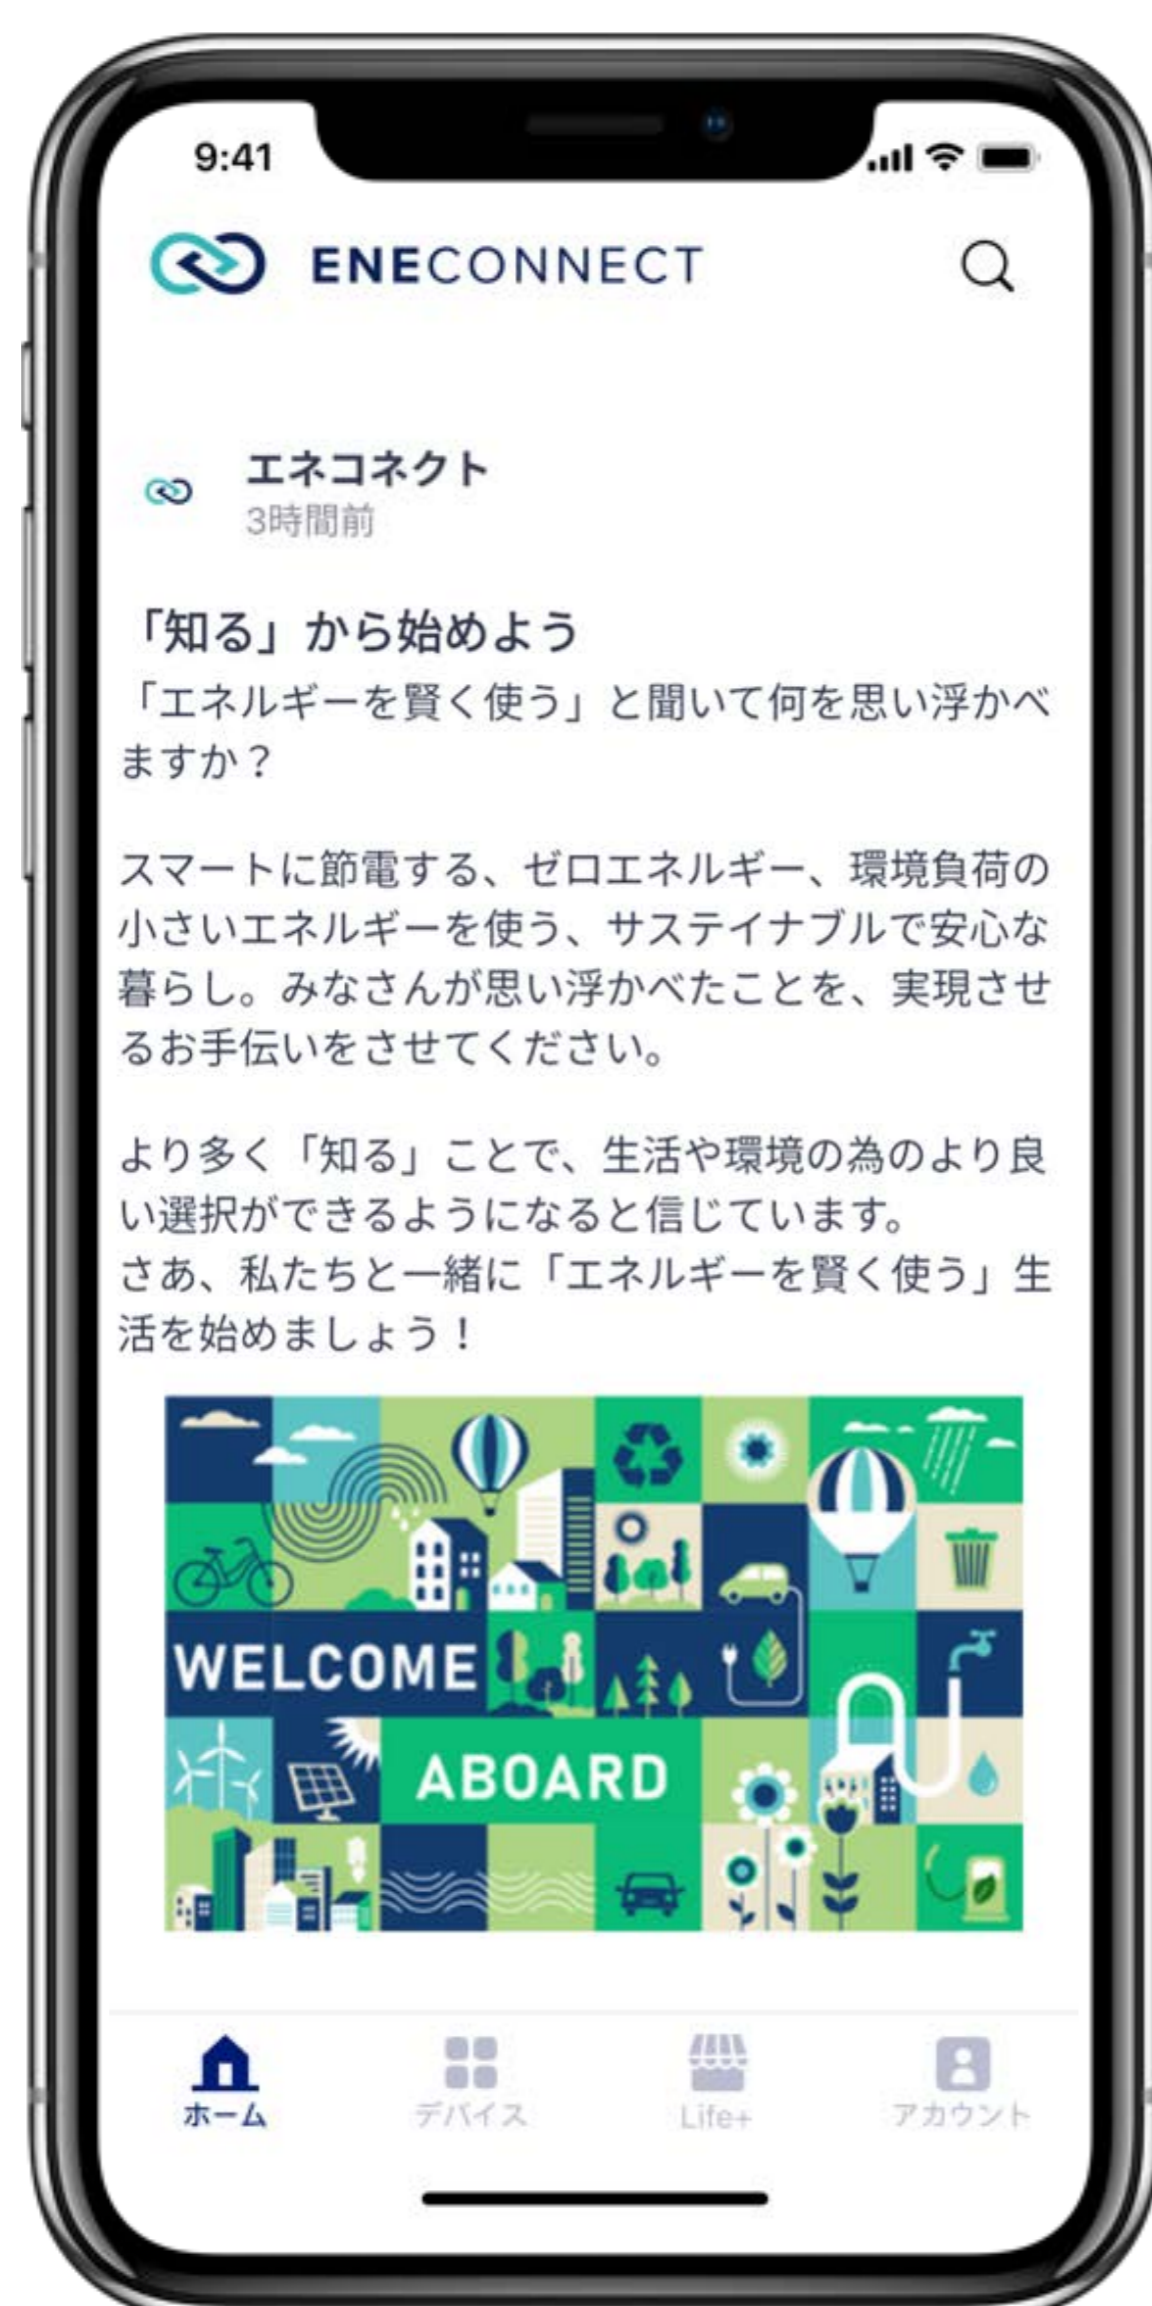 9:41
ENECONNECT
エネコネクト
3時間前
「知る」から始めよう
「エネルギーを賢く使う」と聞いて何を思い浮かべ
ますか？
スマートに節電する、ゼロエネルギー、環境負荷の
小さいエネルギーを使う、サステイナブルで安心な
暮らし。みなさんが思い浮かべたことを、実現させ
るお手伝いをさせてください。
より多く「知る」ことで、生活や環境の為のより良
い選択ができるようになると信じています。
さあ、私たちと一緒に「エネルギーを賢く使う」生
活を始めましょう！
WELCOME
ABOARD
ホーム
デバイス
Life+
アカウント